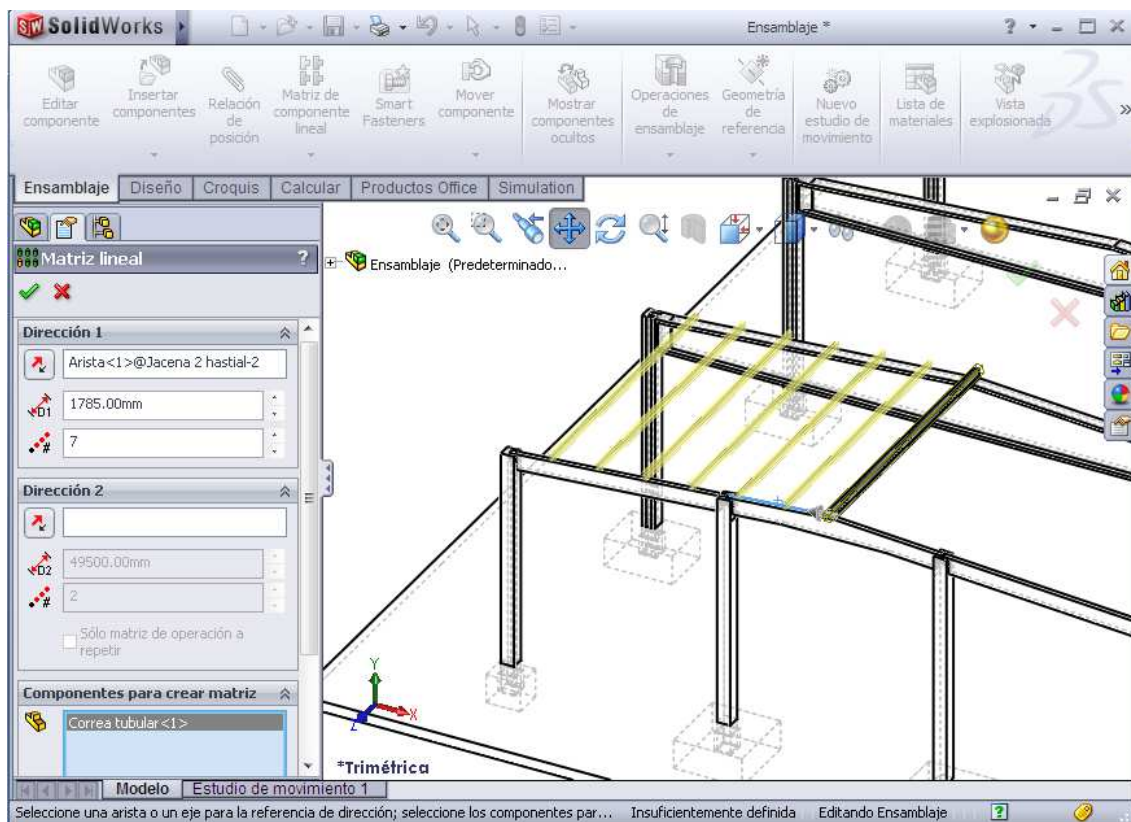 SolidWorks
Ensamblaje *
?
Editar componente
Insertar componentes
Relación de posición
Matriz de componente lineal
Smart Fasteners
Mover componente
Mostrar componentes ocultos
Operaciones de ensamblaje
Geometría de referencia
Nuevo estudio de movimiento
Lista de materiales
Vista explosionada
»
Ensamblaje Diseño Croquis Calcular Productos Office Simulation
Matriz lineal ?
Ensamblaje (Predeterminado...
Dirección 1
Arista<1>@Jacena 2 hastial-2
D1 1785.00mm
# 7
Dirección 2
D2 49500.00mm
# 2
Sólo matriz de operación a repetir
Componentes para crear matriz
Correa tubular<1>
Y
X
Z
*Trimétrica
Modelo Estudio de movimiento 1
Seleccione una arista o un eje para la referencia de dirección; seleccione los componentes par... Insuficientemente definida Editando Ensamblaje ?